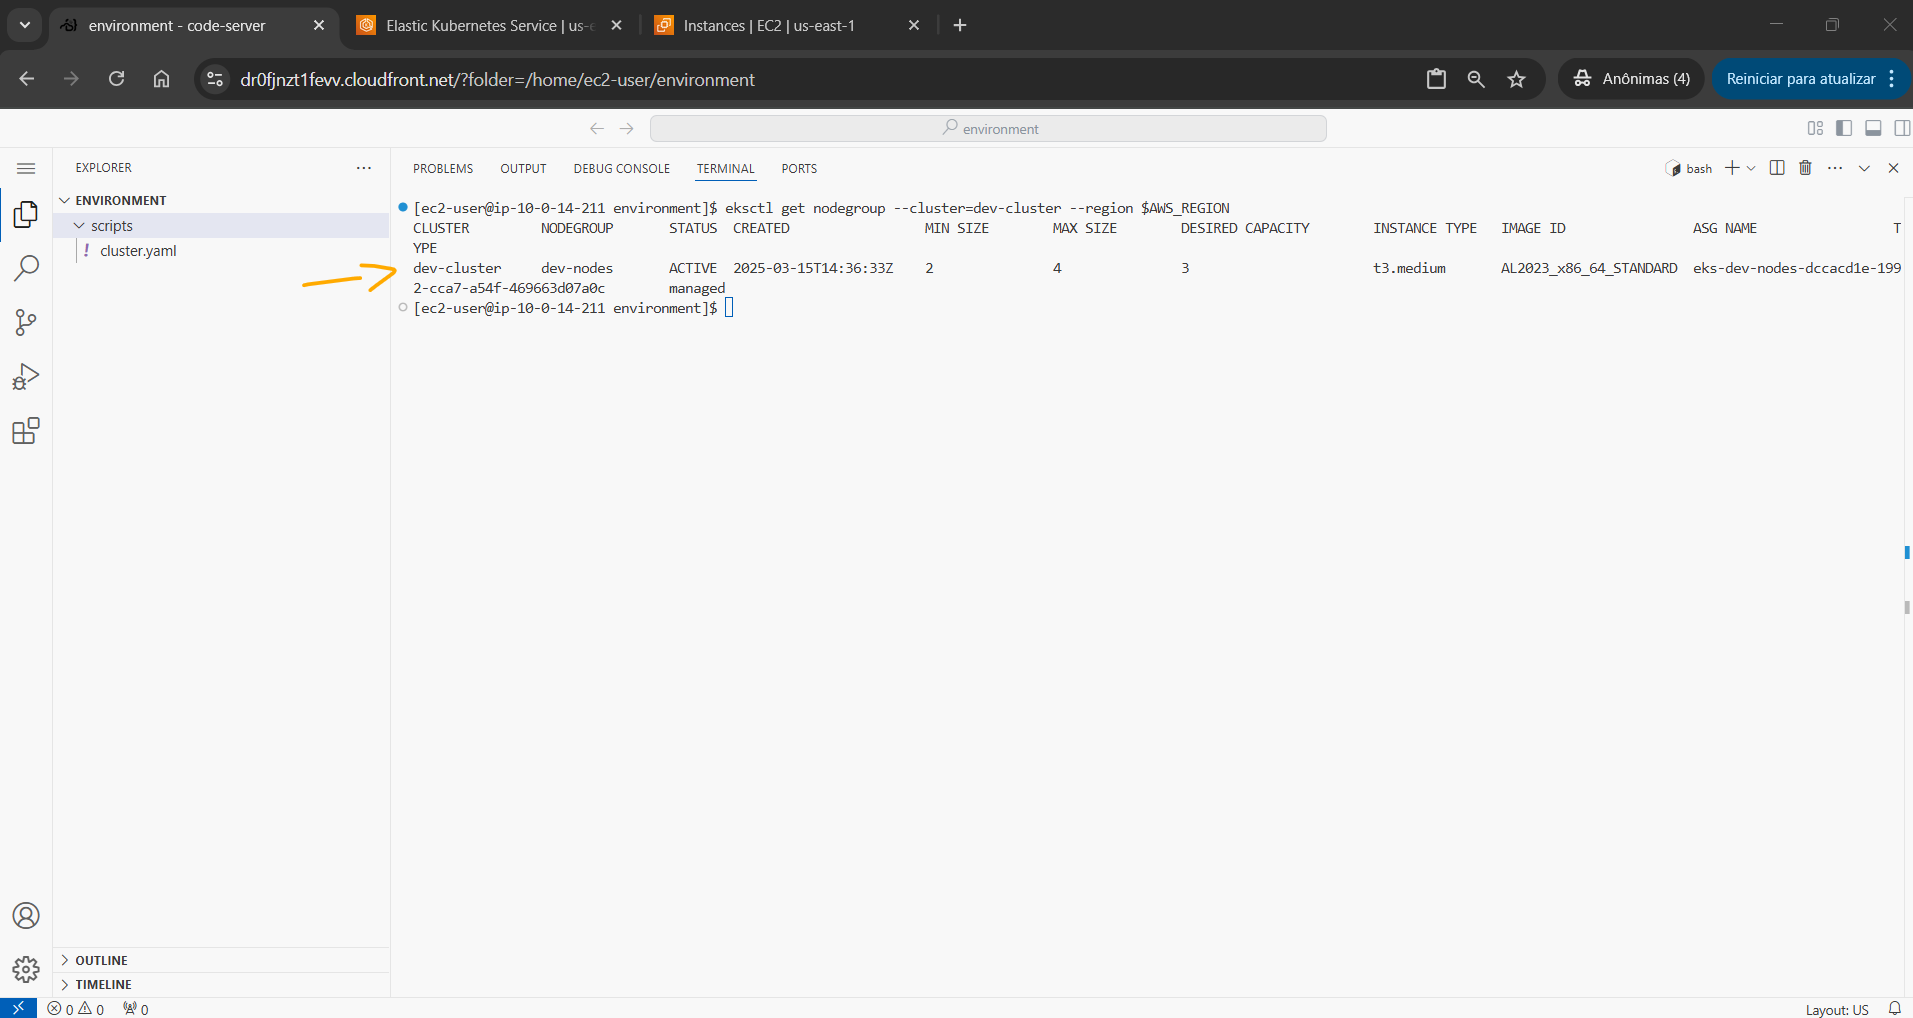 environment - code-server
Elastic Kubernetes Service | us-e
Instances | EC2 | us-east-1
dr0fjnzt1fevv.cloudfront.net/?folder=/home/ec2-user/environment
Anônimas (4)
Reiniciar para atualizar
environment
EXPLORER
PROBLEMS OUTPUT DEBUG CONSOLE TERMINAL PORTS
bash
ENVIRONMENT
scripts
! cluster.yaml
[ec2-user@ip-10-0-14-211 environment]$ eksctl get nodegroup --cluster=dev-cluster --region $AWS_REGION
CLUSTER NODEGROUP STATUS CREATED MIN SIZE MAX SIZE DESIRED CAPACITY INSTANCE TYPE IMAGE ID ASG NAME T
YPE
dev-cluster dev-nodes ACTIVE 2025-03-15T14:36:33Z 2 4 3 t3.medium AL2023_x86_64_STANDARD eks-dev-nodes-dccacd1e-199
2-cca7-a54f-469663d07a0c managed
[ec2-user@ip-10-0-14-211 environment]$
OUTLINE
TIMELINE
0 0 0
Layout: US